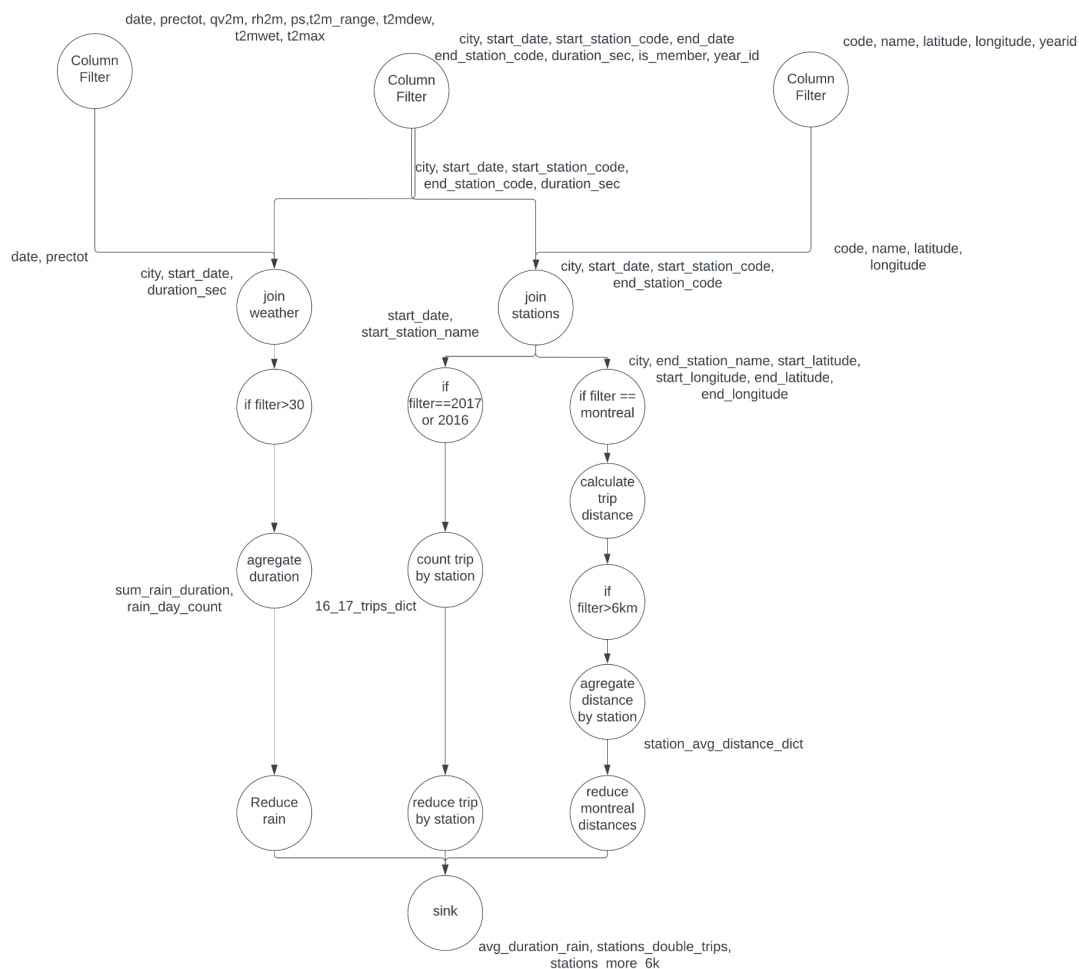 date, prectot, qv2m, rh2m, ps,t2m_range, t2mdew,
t2mwet, t2max
city, start_date, start_station_code, end_date
end_station_code, duration_sec, is_member, year_id
code, name, latitude, longitude, yearid
Column
Filter
Column
Filter
Column
Filter
city, start_date, start_station_code,
end_station_code, duration_sec
date, prectot
code, name, latitude,
longitude
city, start_date,
duration_sec
city, start_date, start_station_code,
end_station_code
join
weather
join
stations
start_date,
start_station_name
city, end_station_name, start_latitude,
start_longitude, end_latitude,
end_longitude
if filter>30
if
filter==2017
or 2016
if filter ==
montreal
calculate
trip
distance
agregate
duration
count trip
by station
if
filter>6km
sum_rain_duration,
rain_day_count
16_17_trips_dict
agregate
distance
by station
station_avg_distance_dict
Reduce
rain
reduce trip
by station
reduce
montreal
distances
sink
avg_duration_rain, stations_double_trips,
stations_more_6k